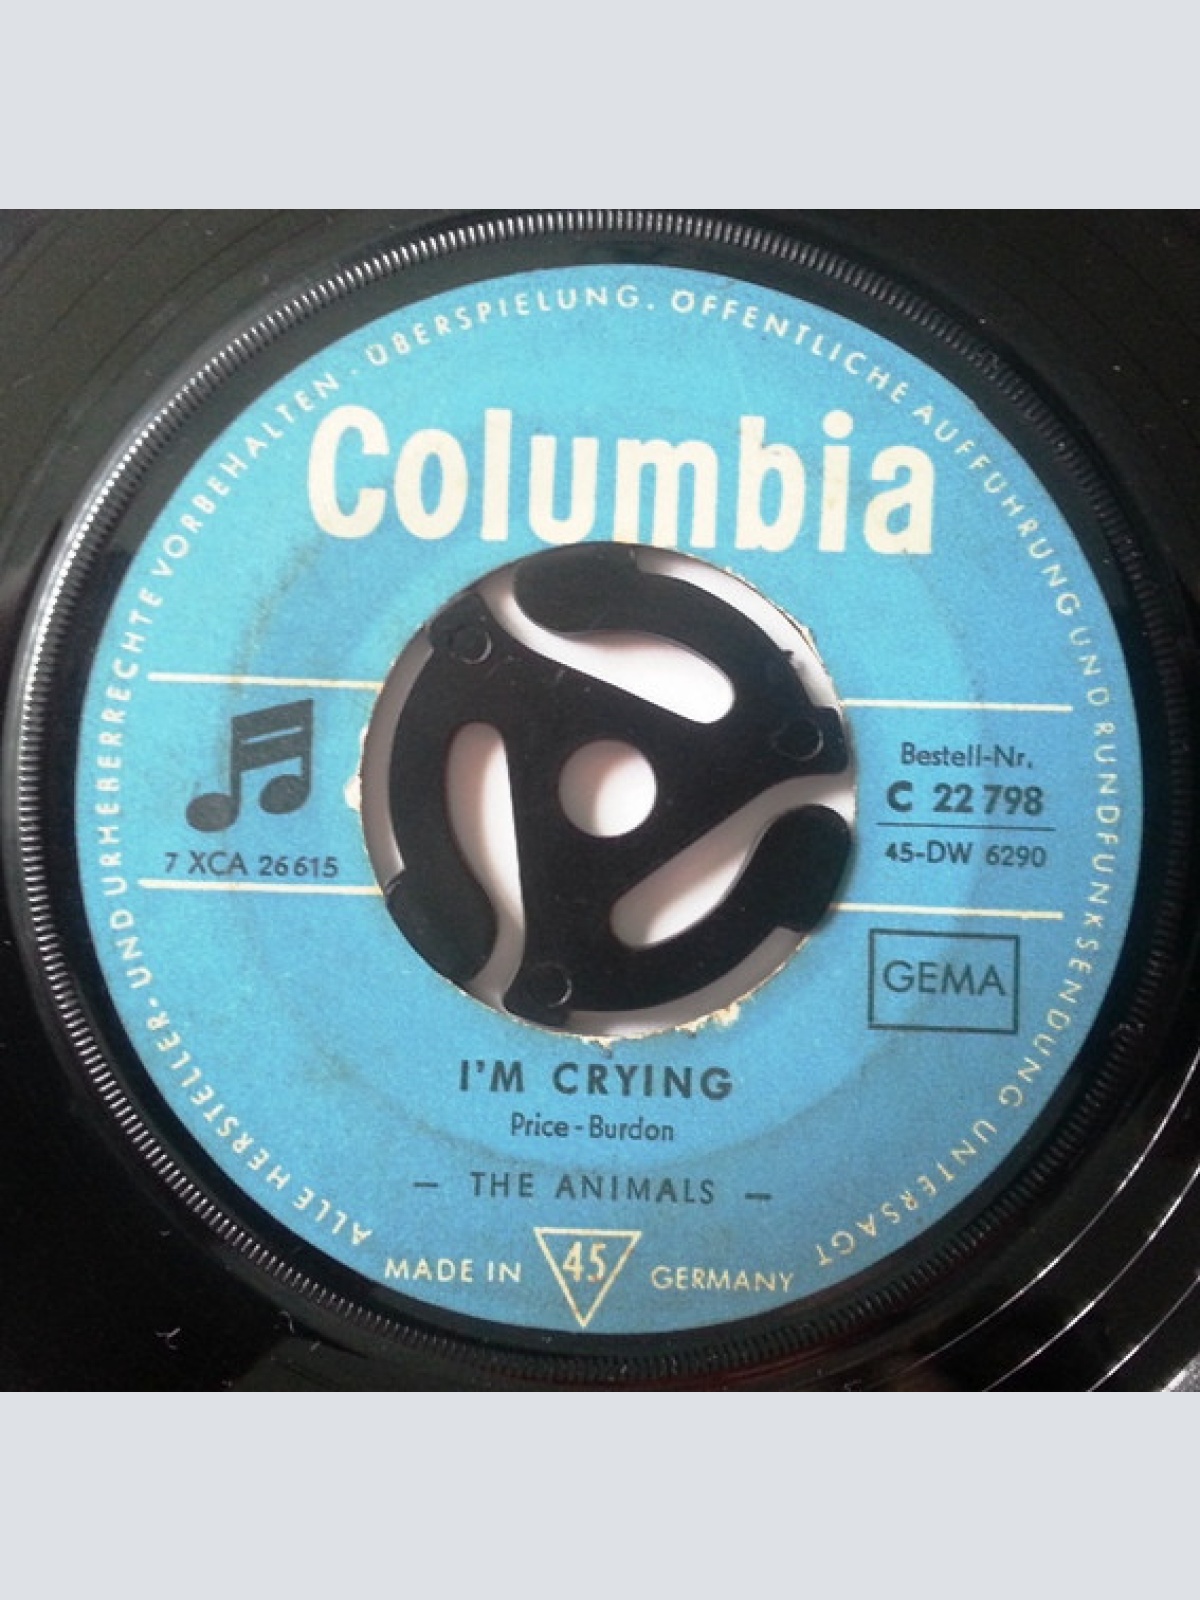 ALLE HERSTELLER- UND URHEBERRECHTE VORBEHALTEN · ÜBERSPIELUNG. ÖFFENTLICHE AUFFÜHRUNG UND RUNDFUNKSENDUNG UNTERSAGT
Columbia
7 XCA 26615
Bestell-Nr.
C 22 798
45-DW 6290
GEMA
I'M CRYING
Price - Burdon
— THE ANIMALS —
MADE IN 45 GERMANY